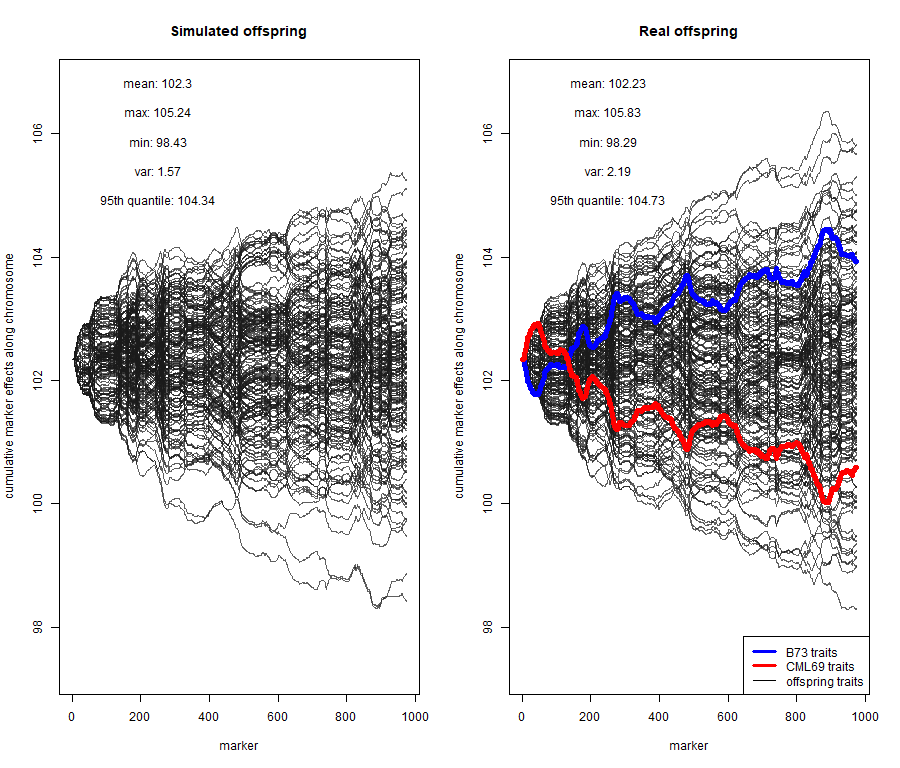 Simulated offspring
mean: 102.3
max: 105.24
min: 98.43
var: 1.57
95th quantile: 104.34
cumulative marker effects along chromosome
106
104
102
100
98
0 200 400 600 800 1000
marker
Real offspring
mean: 102.23
max: 105.83
min: 98.29
var: 2.19
95th quantile: 104.73
cumulative marker effects along chromosome
106
104
102
100
98
B73 traits
CML69 traits
offspring traits
0 200 400 600 800 1000
marker